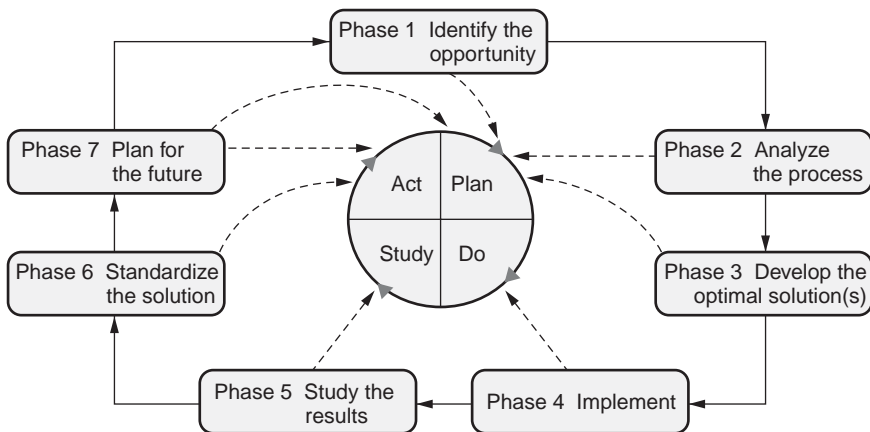 Phase 1 Identify the
opportunity
Phase 7 Plan for
the future
Phase 2 Analyze
the process
Act
Plan
Study
Do
Phase 6 Standardize
the solution
Phase 3 Develop the
optimal solution(s)
Phase 5 Study the
results
Phase 4 Implement